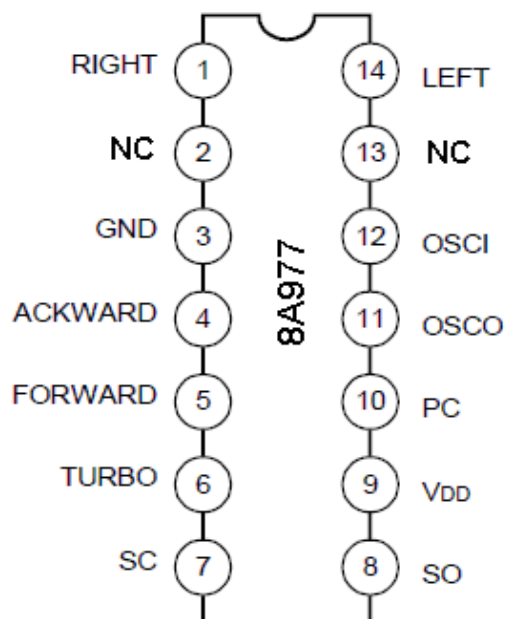 RIGHT 1 14 LEFT
NC 2 13 NC
GND 3 12 OSCI
ACKWARD 4 11 OSCO
FORWARD 5 10 PC
TURBO 6 9 VDD
SC 7 8 SO
8A977